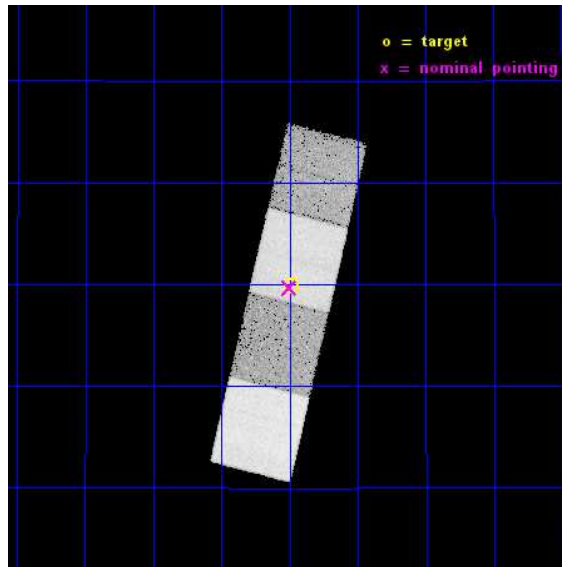 o = target
x = nominal pointing